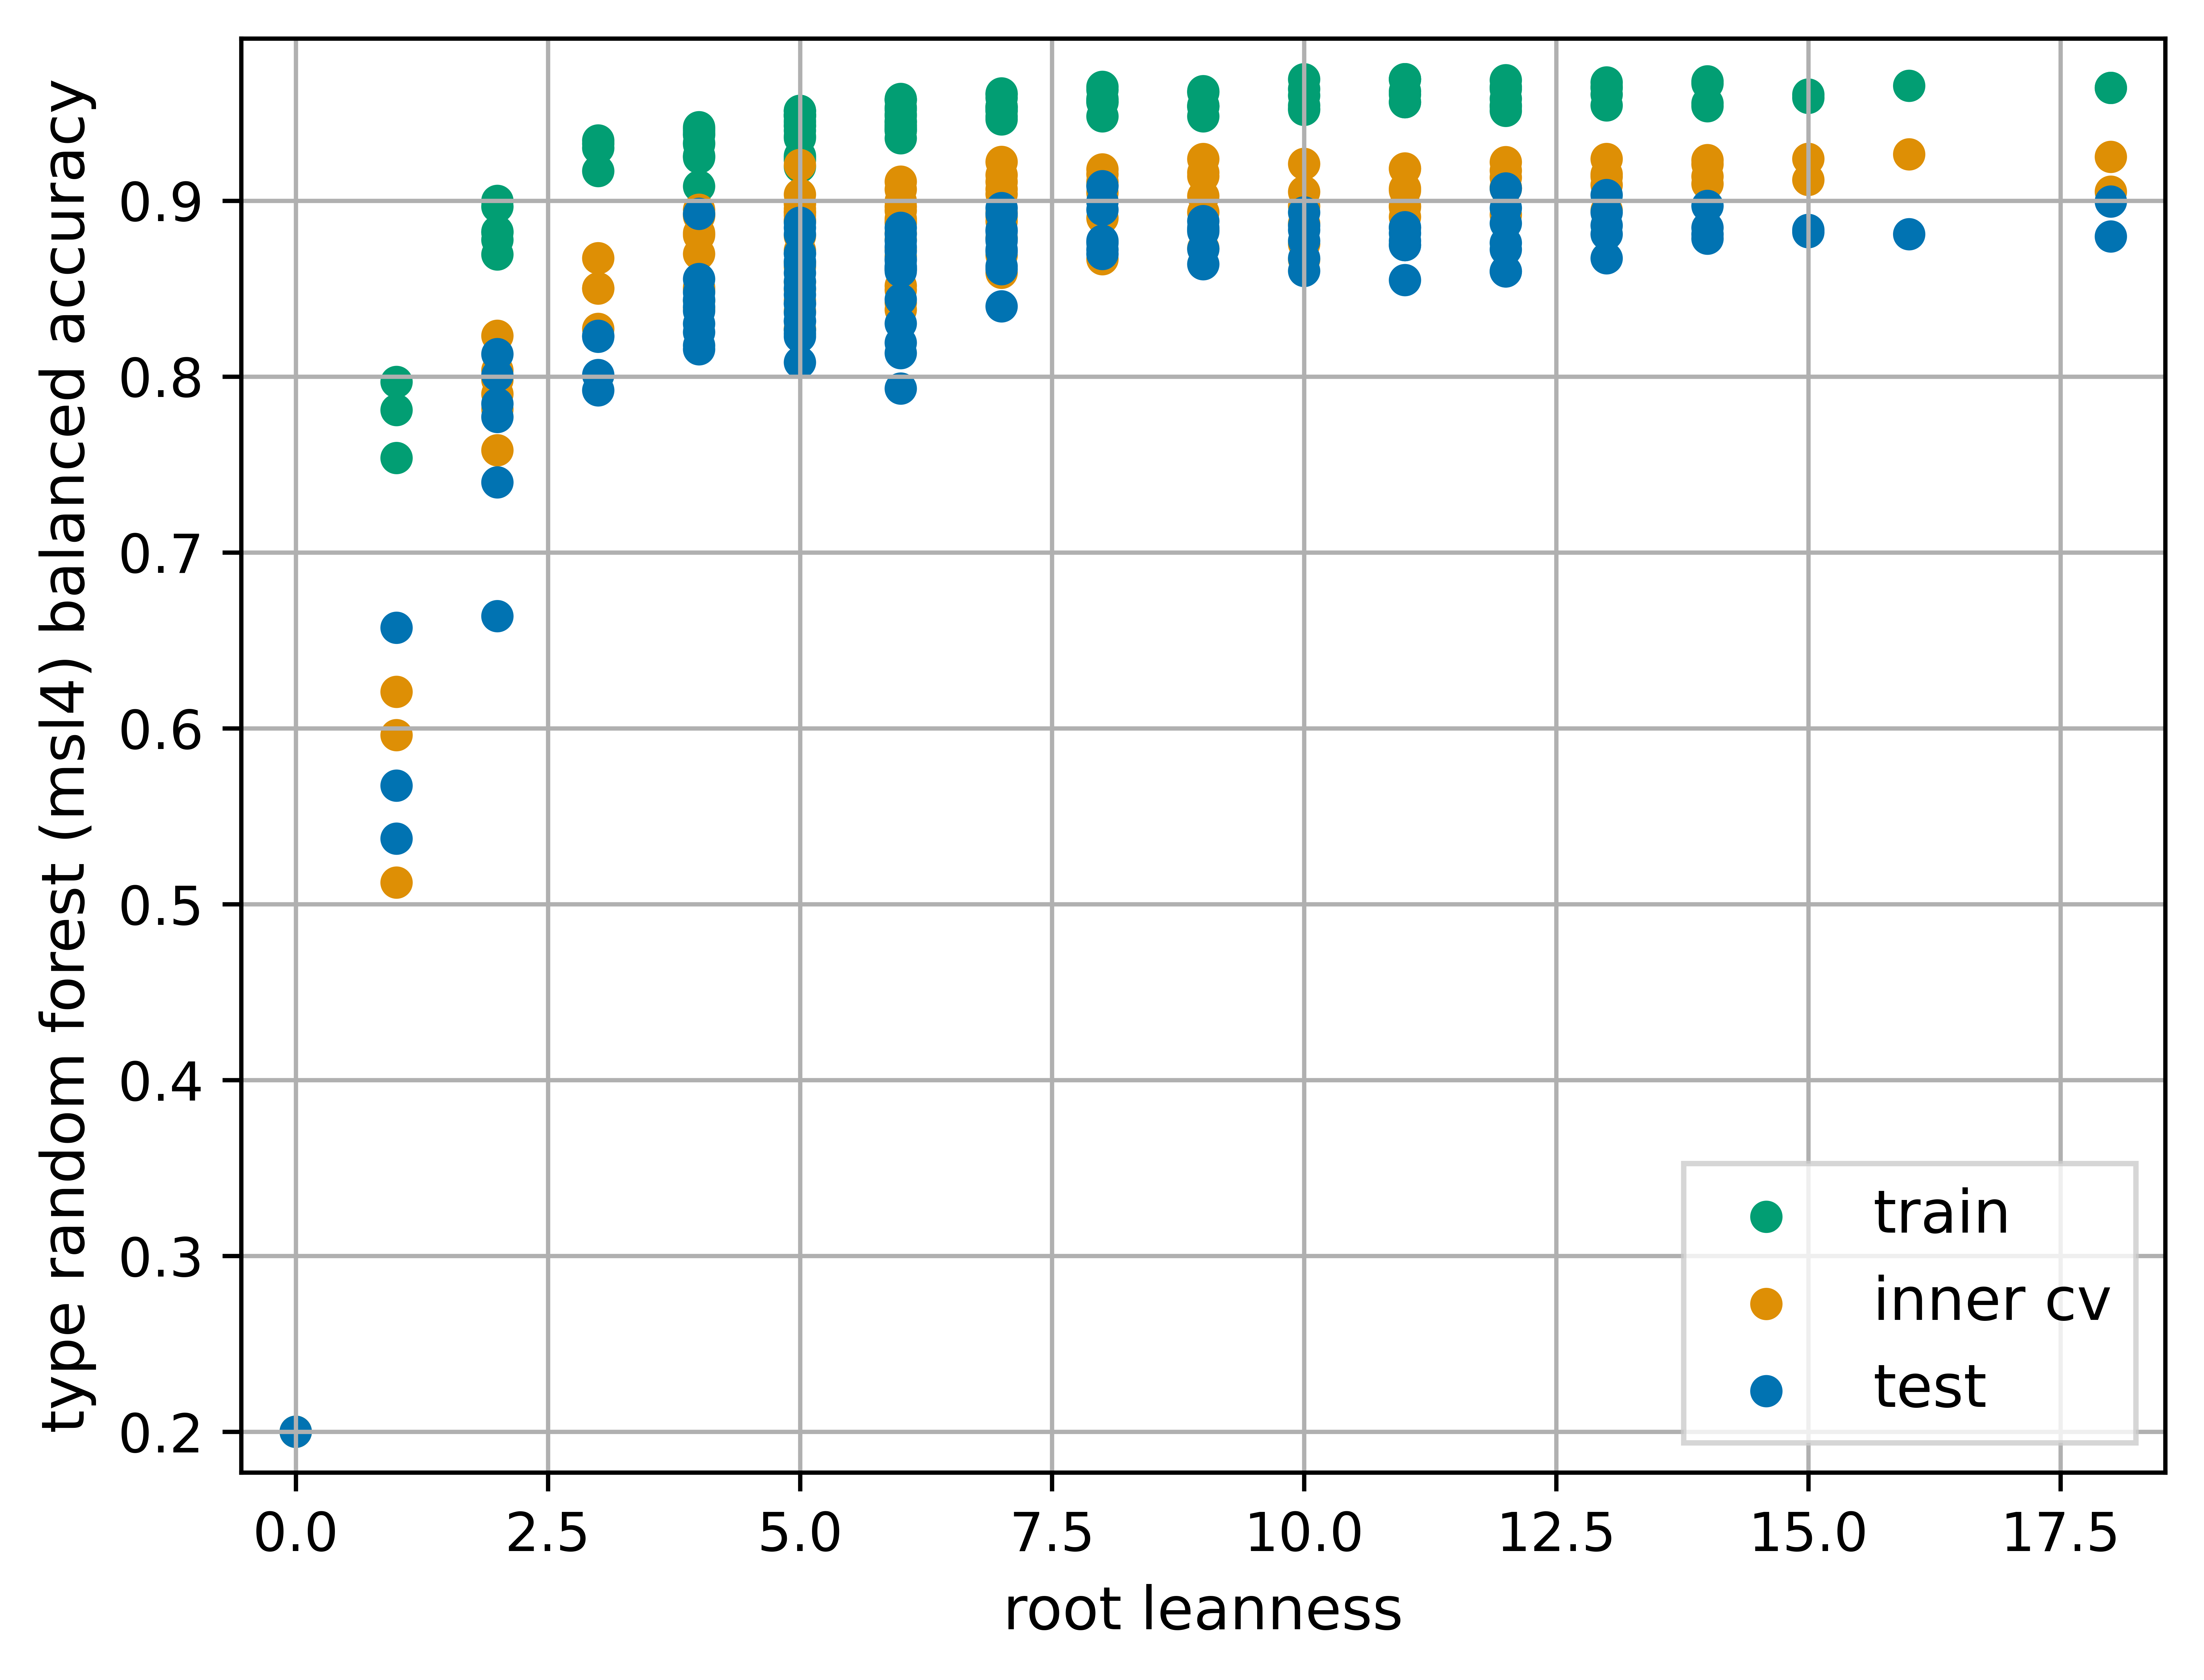 type random forest (msl4) balanced accuracy
0.9
0.8
0.7
0.6
0.5
0.4
0.3
0.2
train
inner cv
test
0.0 2.5 5.0 7.5 10.0 12.5 15.0 17.5
root leanness